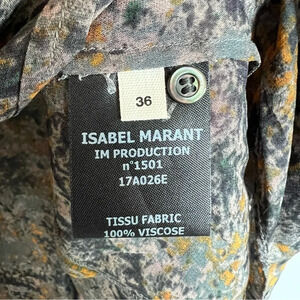 36
ISABEL MARANT
IM PRODUCTION
n°1501
17A026E
TISSU FABRIC
100% VISCOSE